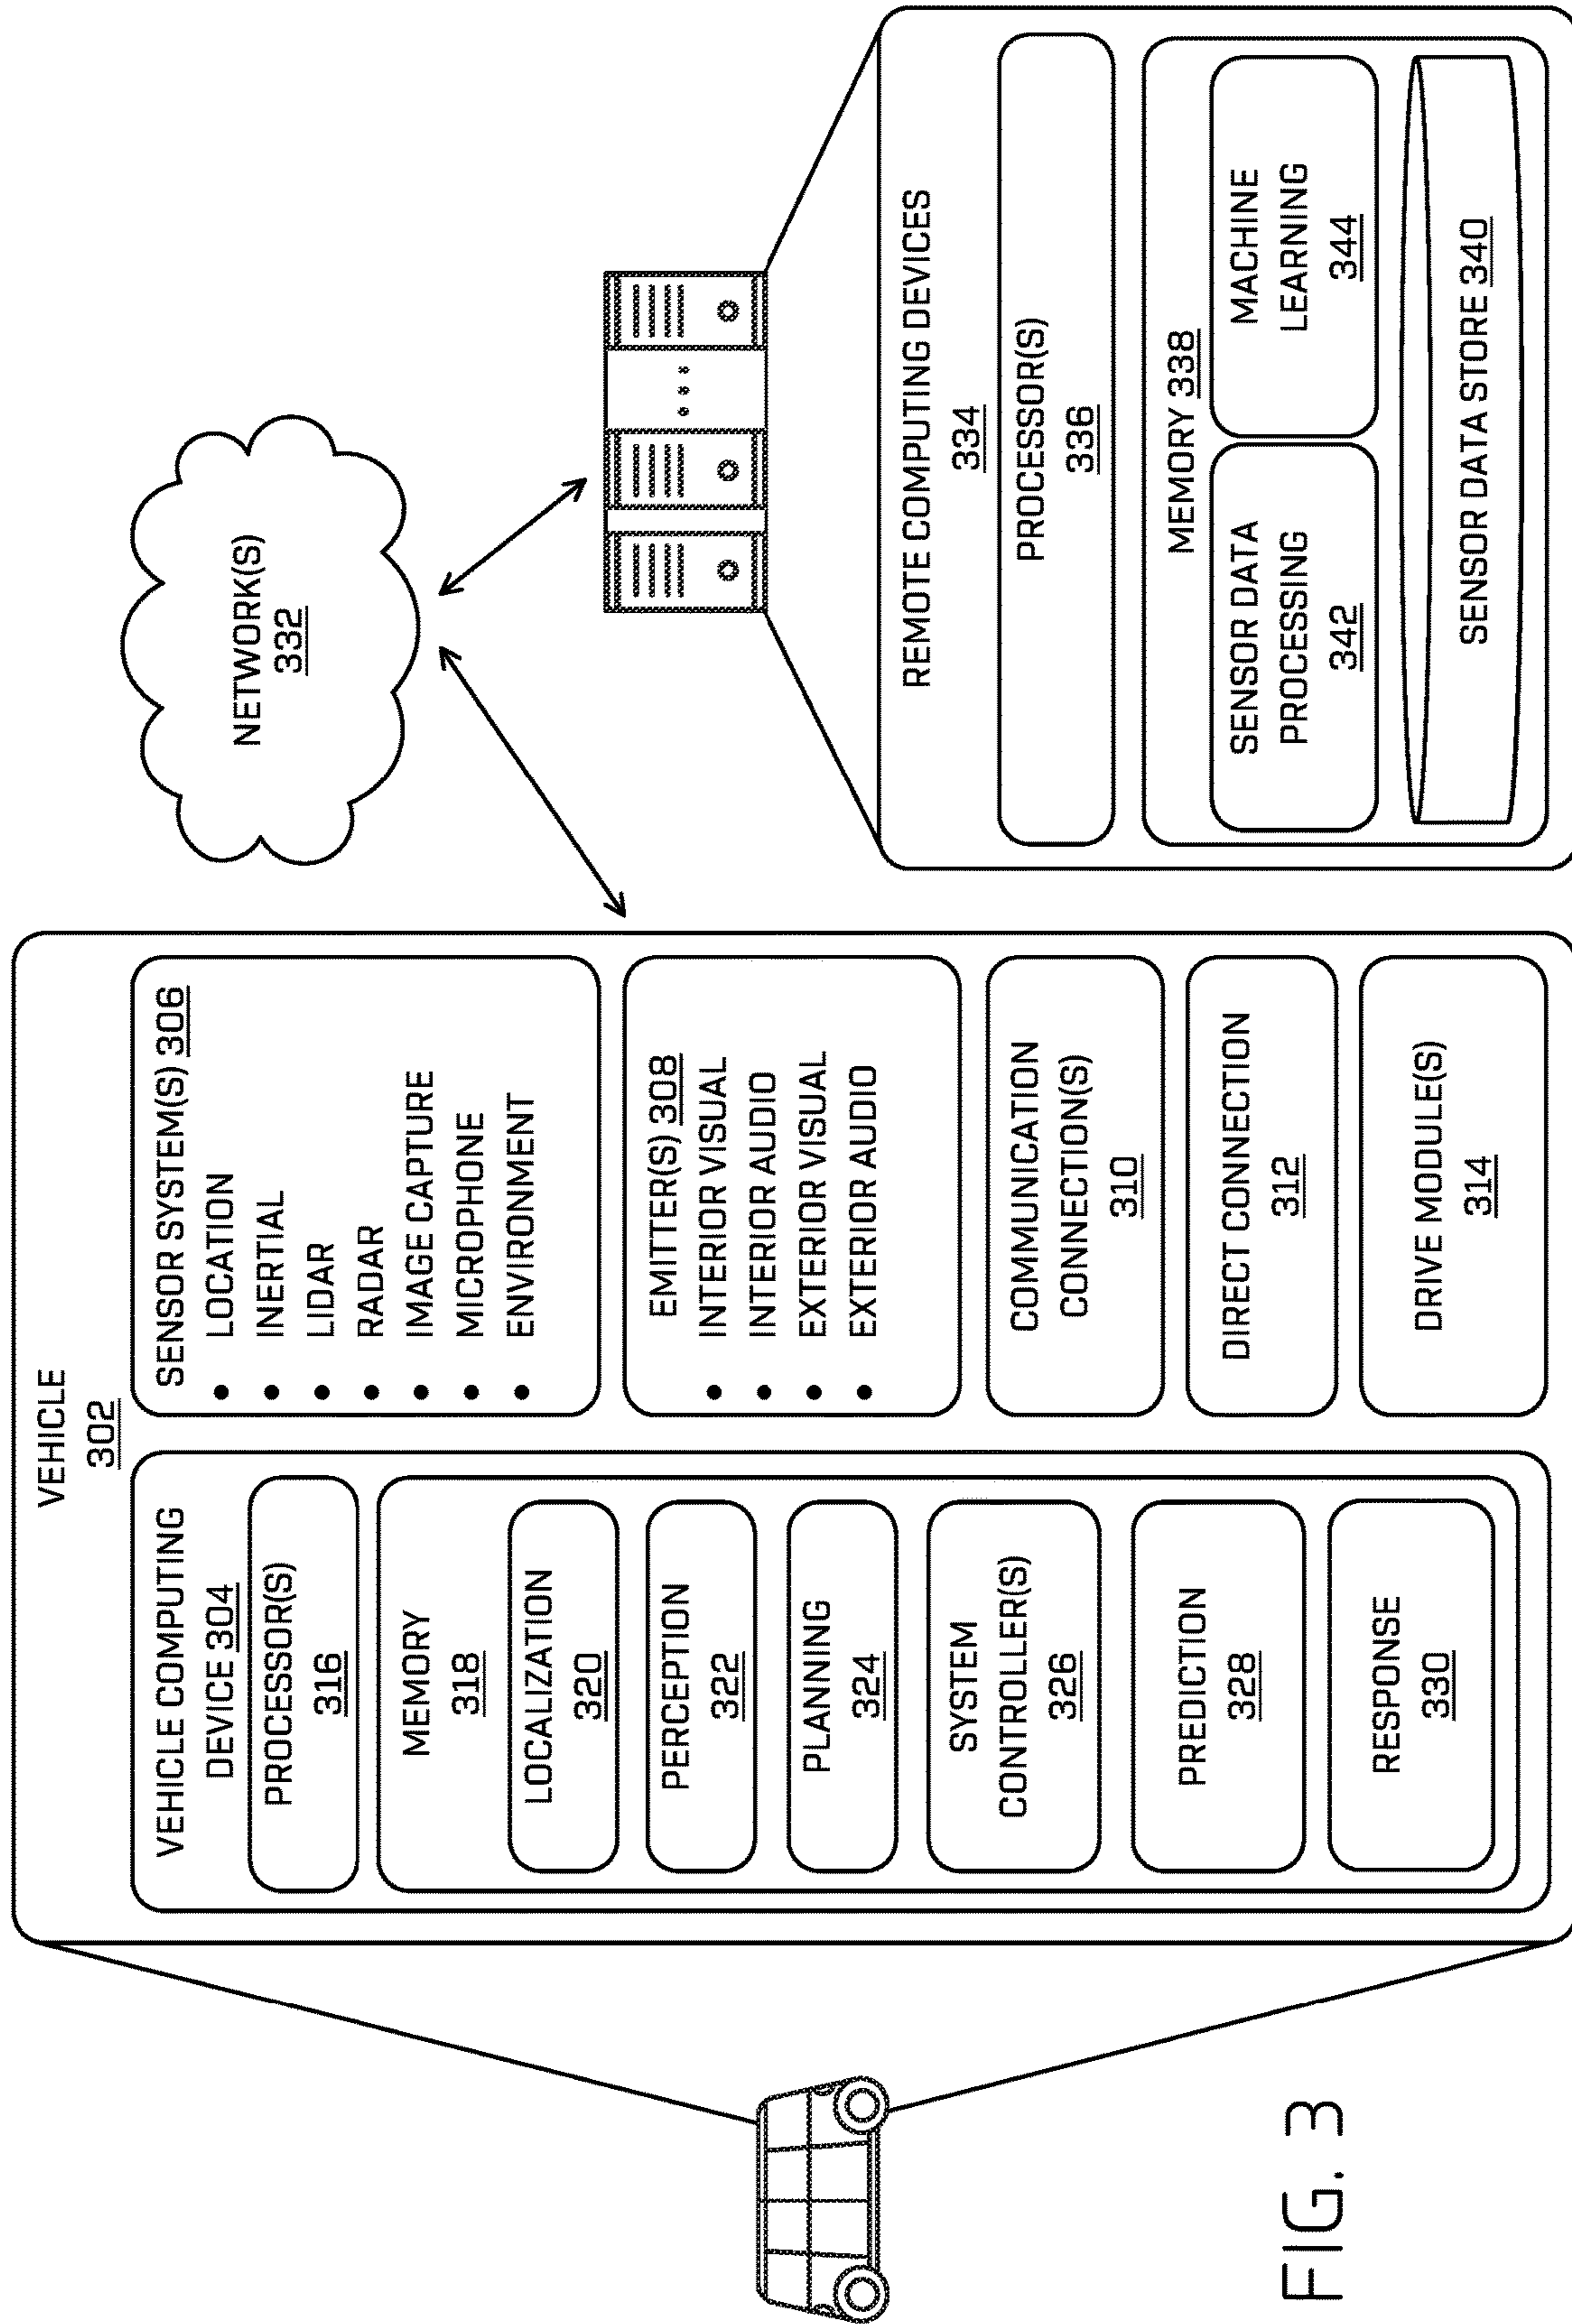 VEHICLE
302
VEHICLE COMPUTING
DEVICE 304
PROCESSOR(S)
316
MEMORY
318
LOCALIZATION
320
PERCEPTION
322
PLANNING
324
SYSTEM
CONTROLLER(S)
326
PREDICTION
328
RESPONSE
330
SENSOR SYSTEM(S) 306
• LOCATION
• INERTIAL
• LIDAR
• RADAR
• IMAGE CAPTURE
• MICROPHONE
• ENVIRONMENT
EMITTER(S) 308
• INTERIOR VISUAL
• INTERIOR AUDIO
• EXTERIOR VISUAL
• EXTERIOR AUDIO
COMMUNICATION
CONNECTION(S)
310
DIRECT CONNECTION
312
DRIVE MODULE(S)
314
NETWORK(S)
332
REMOTE COMPUTING DEVICES
334
PROCESSOR(S)
336
MEMORY 338
SENSOR DATA
PROCESSING
342
MACHINE
LEARNING
344
SENSOR DATA STORE 340
FIG. 3